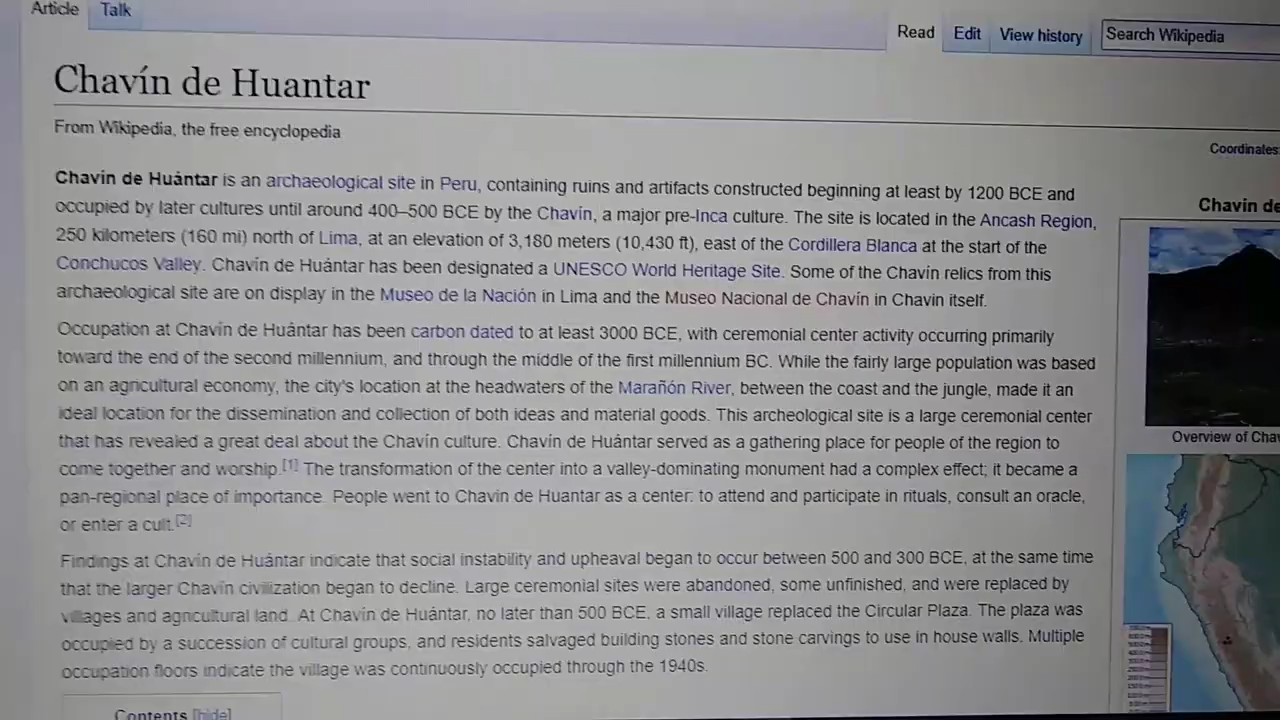 Article
Talk
Read
Edit
View history
Search Wikipedia
Chavín de Huantar
From Wikipedia, the free encyclopedia
Coordinates:
Chavín de Huántar is an archaeological site in Peru, containing ruins and artifacts constructed beginning at least by 1200 BCE and
occupied by later cultures until around 400–500 BCE by the Chavín, a major pre-Inca culture. The site is located in the Ancash Region,
250 kilometers (160 mi) north of Lima, at an elevation of 3,180 meters (10,430 ft), east of the Cordillera Blanca at the start of the
Conchucos Valley. Chavín de Huántar has been designated a UNESCO World Heritage Site. Some of the Chavín relics from this
archaeological site are on display in the Museo de la Nación in Lima and the Museo Nacional de Chavín in Chavin itself.
Occupation at Chavín de Huántar has been carbon dated to at least 3000 BCE, with ceremonial center activity occurring primarily
toward the end of the second millennium, and through the middle of the first millennium BC. While the fairly large population was based
on an agricultural economy, the city's location at the headwaters of the Marañón River, between the coast and the jungle, made it an
ideal location for the dissemination and collection of both ideas and material goods. This archeological site is a large ceremonial center
that has revealed a great deal about the Chavín culture. Chavín de Huántar served as a gathering place for people of the region to
come together and worship.[1] The transformation of the center into a valley-dominating monument had a complex effect; it became a
pan-regional place of importance. People went to Chavin de Huantar as a center: to attend and participate in rituals, consult an oracle,
or enter a cult.[2]
Findings at Chavín de Huántar indicate that social instability and upheaval began to occur between 500 and 300 BCE, at the same time
that the larger Chavín civilization began to decline. Large ceremonial sites were abandoned, some unfinished, and were replaced by
villages and agricultural land. At Chavín de Huántar, no later than 500 BCE, a small village replaced the Circular Plaza. The plaza was
occupied by a succession of cultural groups, and residents salvaged building stones and stone carvings to use in house walls. Multiple
occupation floors indicate the village was continuously occupied through the 1940s.
Contents [hide]
Chavin de
Overview of Chav